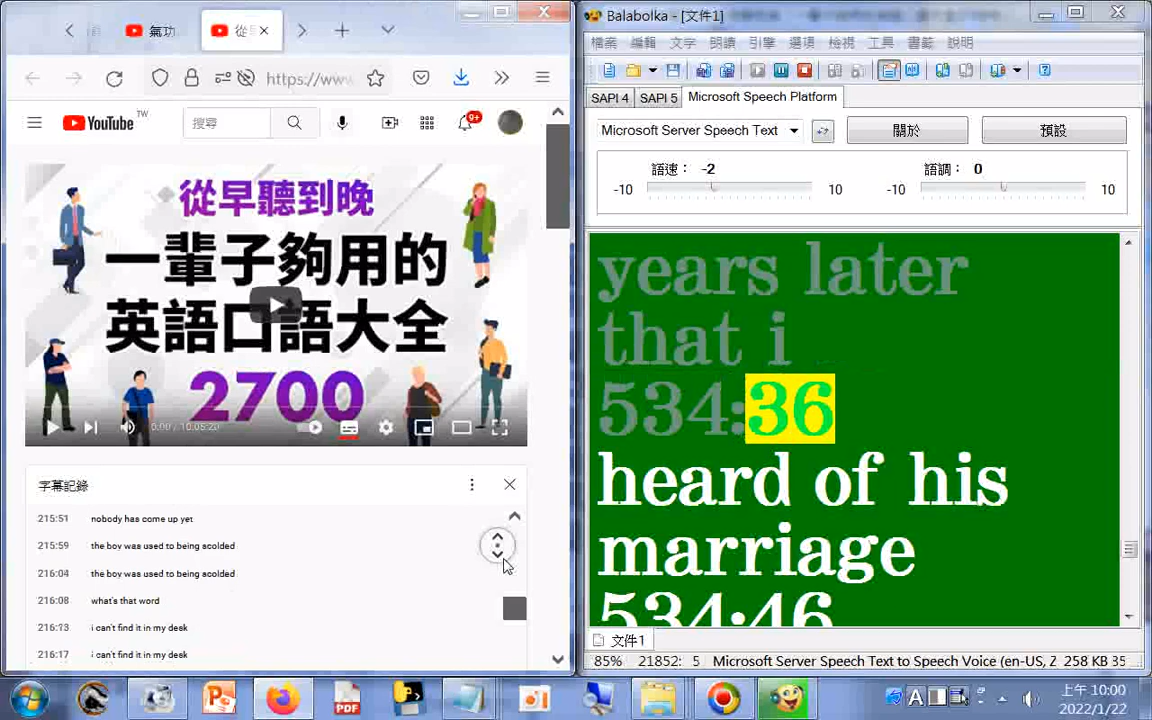 氣功
從
https://www
YouTube TW
搜尋
9+
從早聽到晚
一輩子夠用的
英語口語大全
2700
0:00 / 10:05:20
字幕記錄
215:51 nobody has come up yet
215:59 the boy was used to being scolded
216:04 the boy was used to being scolded
216:08 what's that word
216:13 i can't find it in my desk
216:17 i can't find it in my desk
Balabolka - [文件1]
檔案 編輯 文字 朗讀 引擎 選項 檢視 工具 書籤 說明
SAPI 4 SAPI 5 Microsoft Speech Platform
Microsoft Server Speech Text 關於 預設
語速： -2 語調： 0
-10 10 -10 10
years later
that i
534:36
heard of his
marriage
534:46
文件1
85% 21852: 5 Microsoft Server Speech Text to Speech Voice (en-US, Z 258 KB 35
PDF
A
上午 10:00
2022/1/22